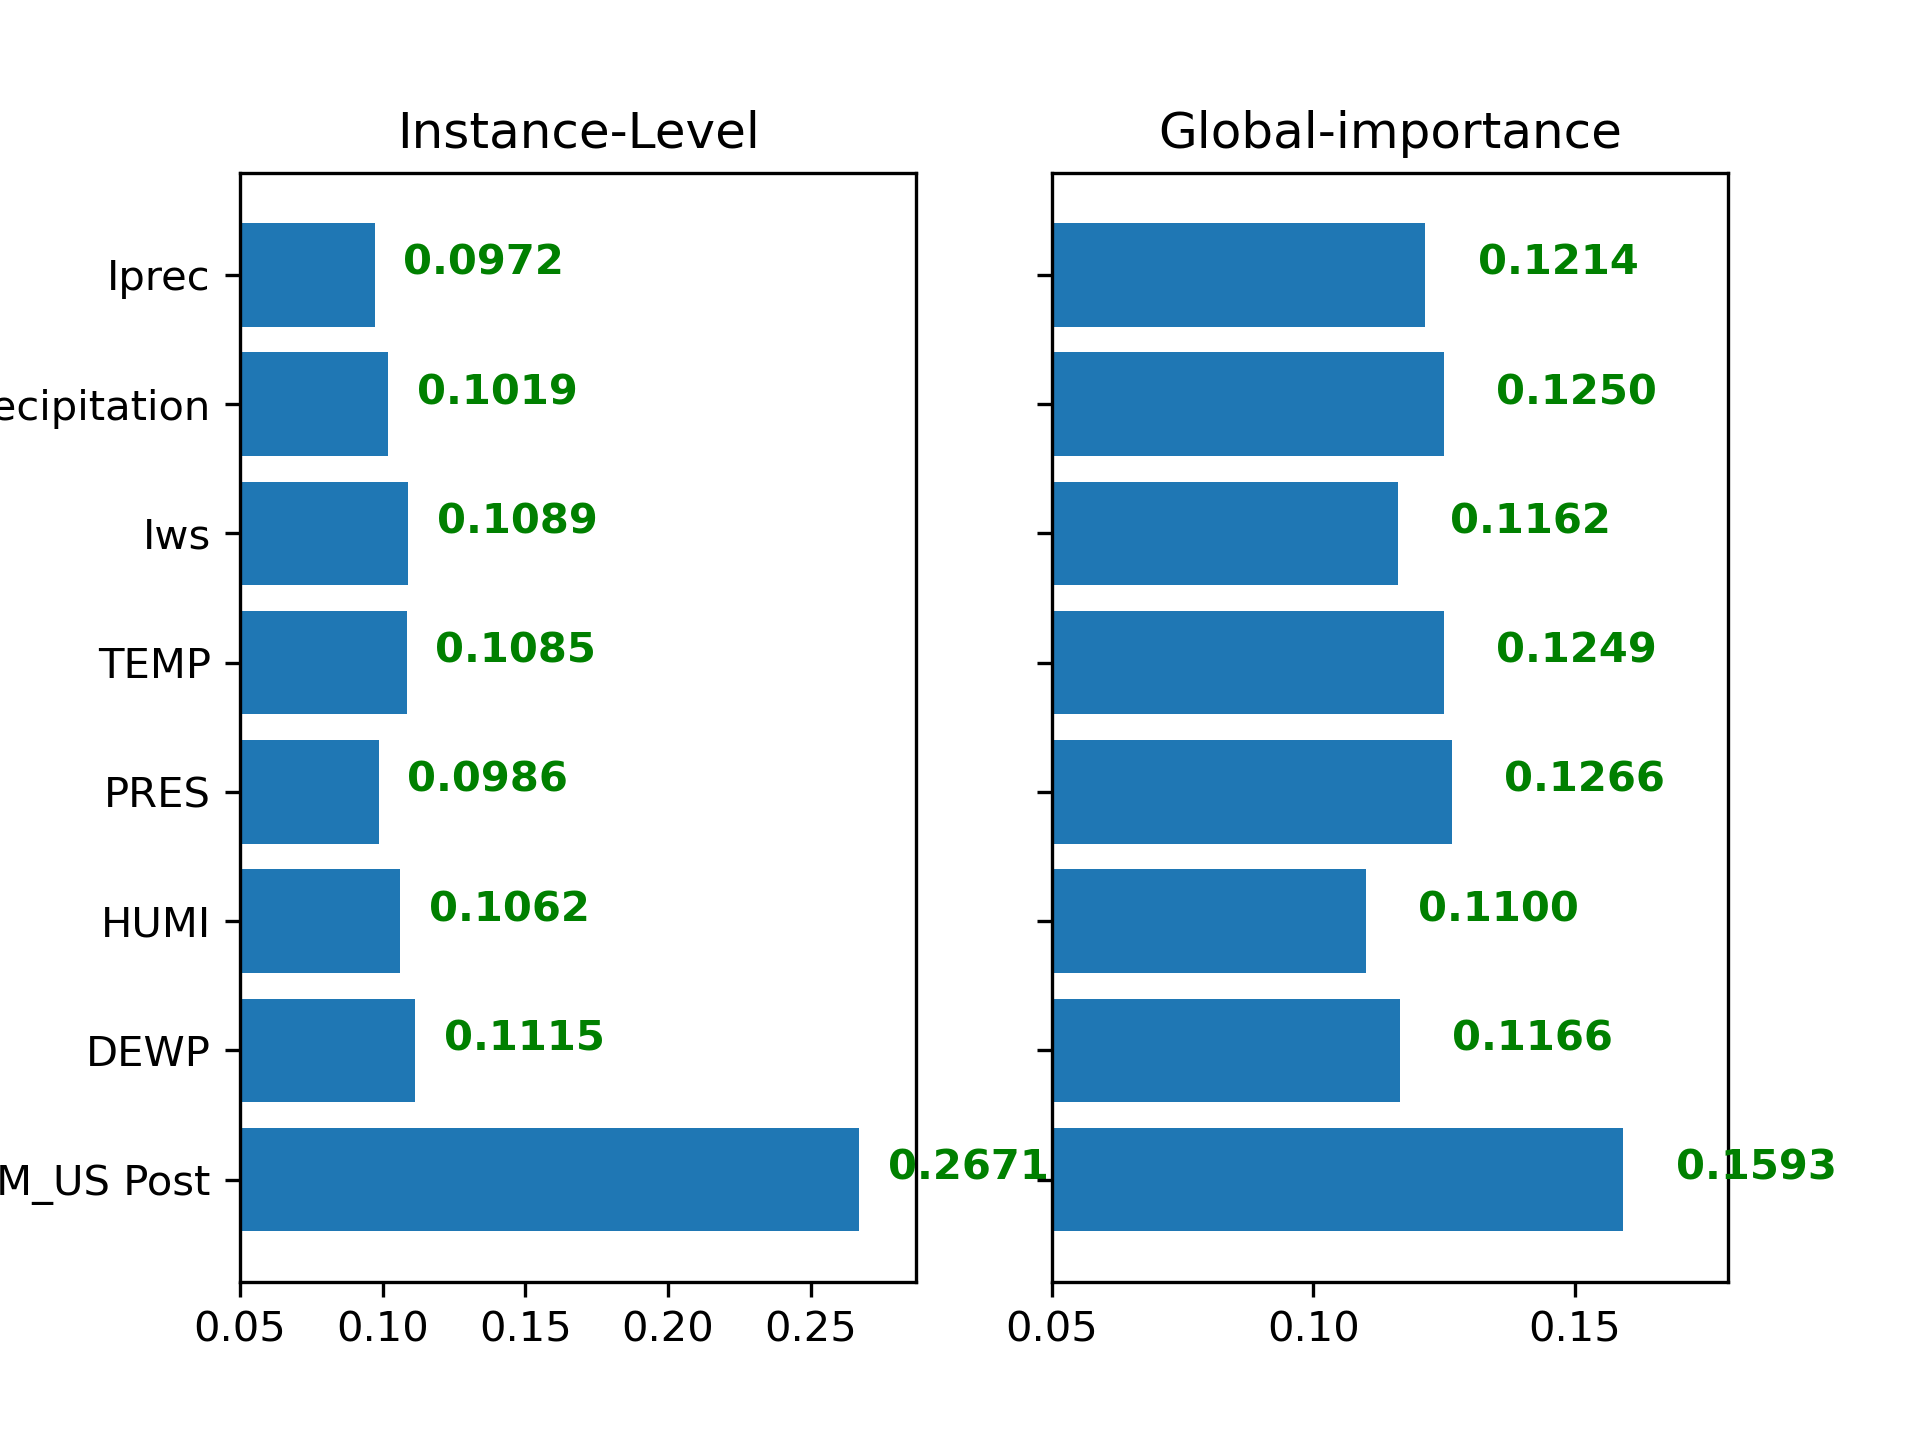 Instance-Level Global-importance
Iprec 0.0972 0.1214
ecipitation 0.1019 0.1250
Iws 0.1089 0.1162
TEMP 0.1085 0.1249
PRES 0.0986 0.1266
HUMI 0.1062 0.1100
DEWP 0.1115 0.1166
M_US Post 0.2671 0.1593
0.05 0.10 0.15 0.20 0.25 0.05 0.10 0.15